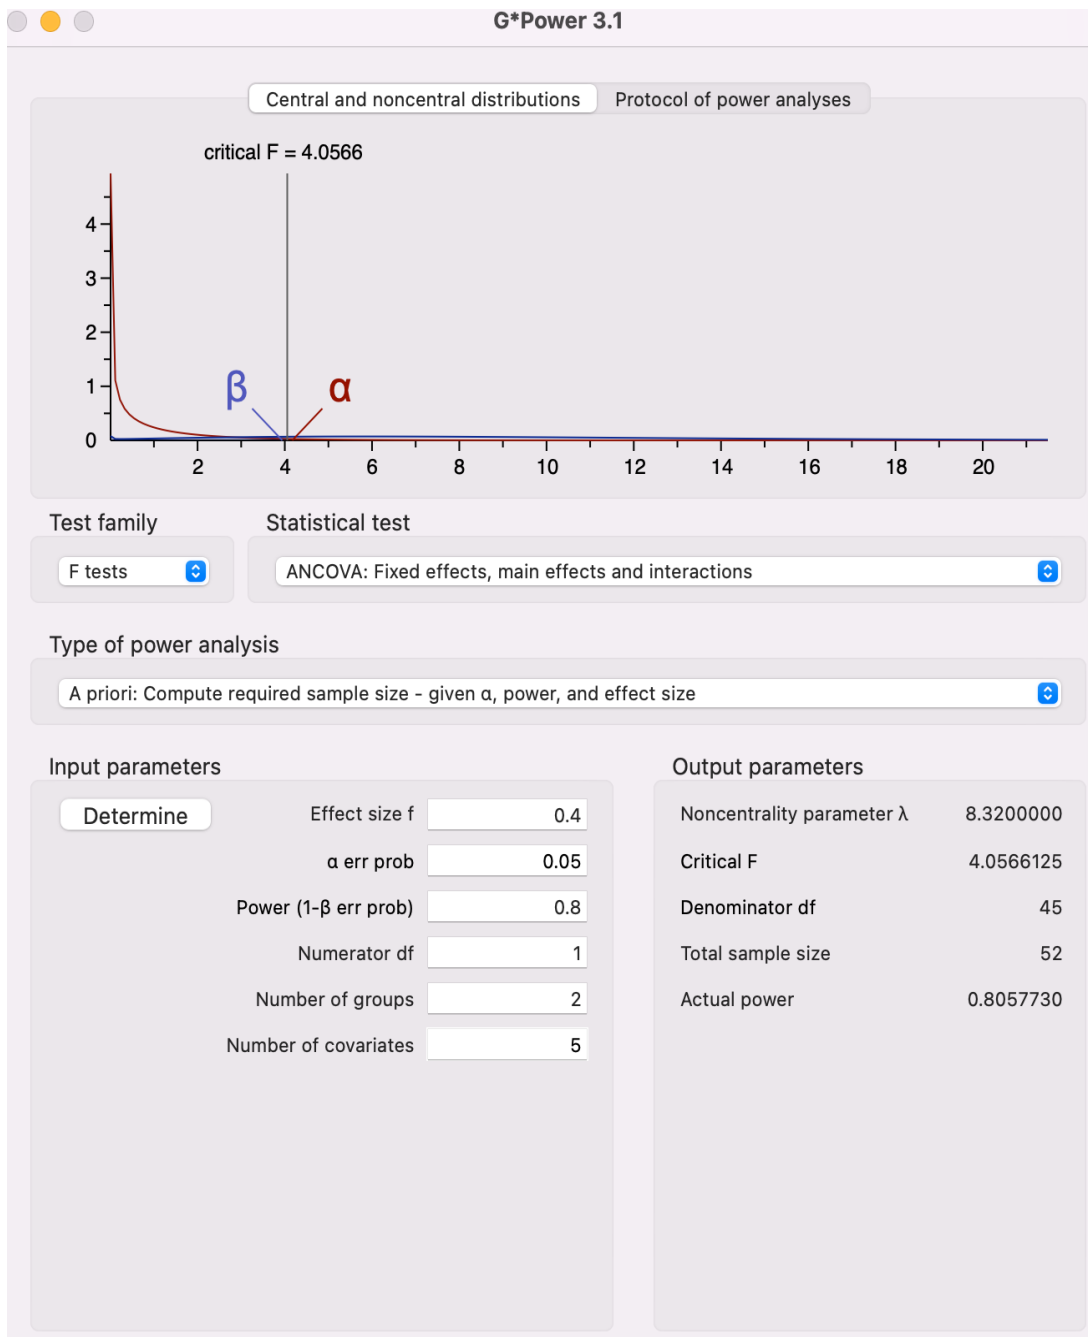 G*Power 3.1
Central and noncentral distributions Protocol of power analyses
critical F = 4.0566
4
3
2
1
0
β α
2 4 6 8 10 12 14 16 18 20
Test family Statistical test
F tests ANCOVA: Fixed effects, main effects and interactions
Type of power analysis
A priori: Compute required sample size - given α, power, and effect size
Input parameters Output parameters
Determine Effect size f 0.4 Noncentrality parameter λ 8.3200000
α err prob 0.05 Critical F 4.0566125
Power (1-β err prob) 0.8 Denominator df 45
Numerator df 1 Total sample size 52
Number of groups 2 Actual power 0.8057730
Number of covariates 5